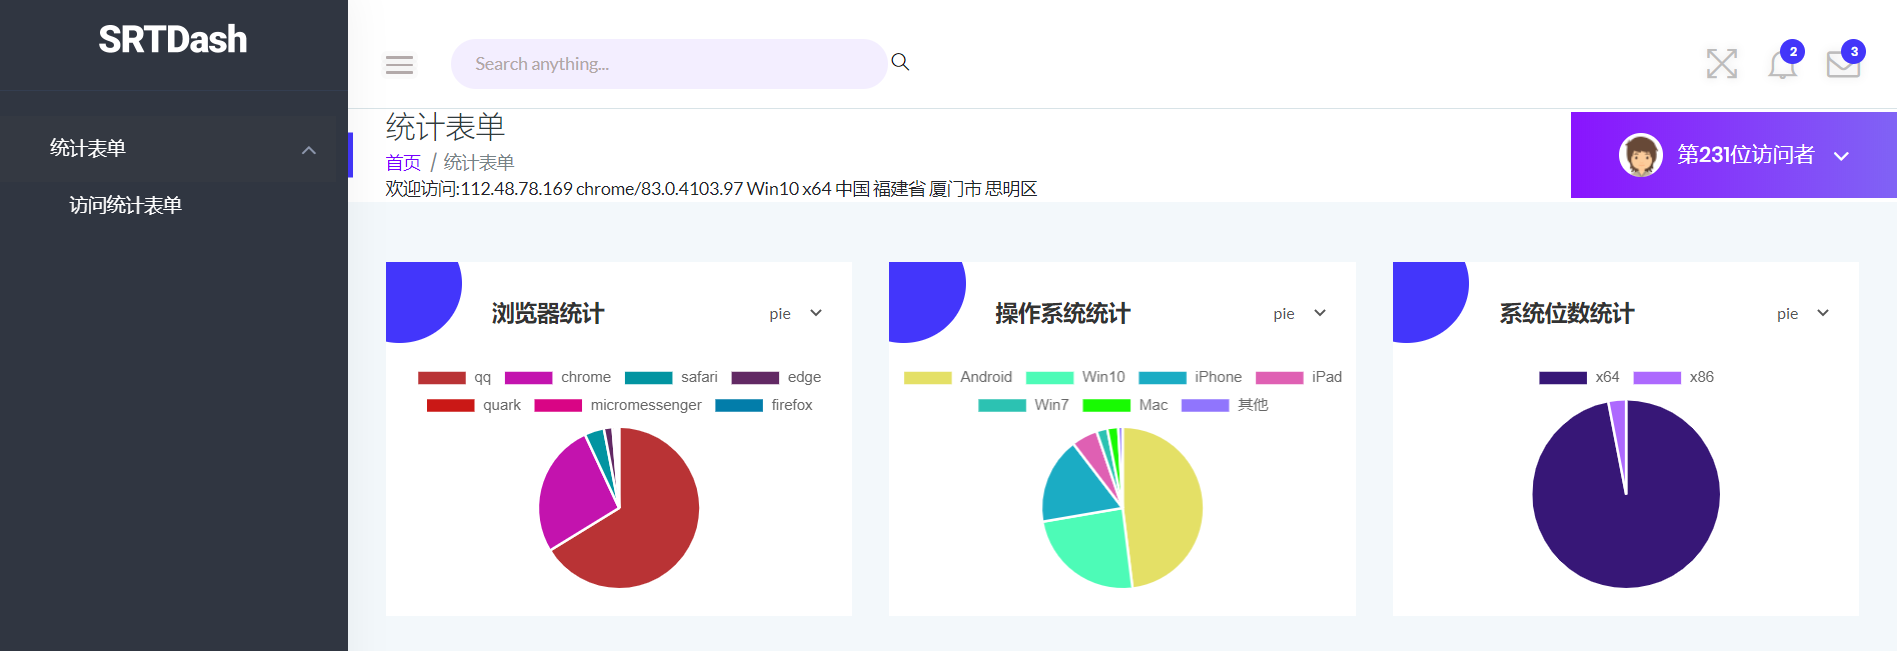 SRTDash
统计表单
访问统计表单
Search anything...
2
3
统计表单
首页 / 统计表单
欢迎访问:112.48.78.169 chrome/83.0.4103.97 Win10 x64 中国 福建省 厦门市 思明区
第231位访问者
浏览器统计
pie
qq chrome safari edge
quark micromessenger firefox
操作系统统计
pie
Android Win10 iPhone iPad
Win7 Mac 其他
系统位数统计
pie
x64 x86